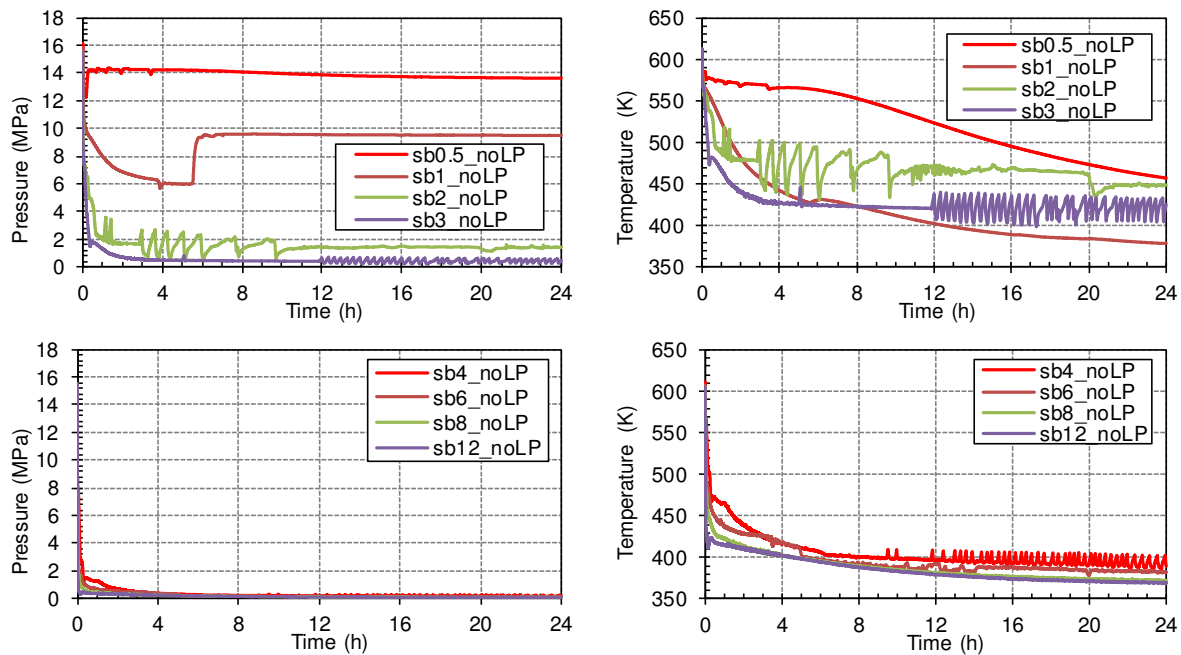 18
16
14
12
10
8
6
4
2
0
Pressure (MPa)
sb0.5_noLP
sb1_noLP
sb2_noLP
sb3_noLP
0 4 8 12 16 20 24
Time (h)
650
600
550
500
450
400
350
Temperature (K)
sb0.5_noLP
sb1_noLP
sb2_noLP
sb3_noLP
0 4 8 12 16 20 24
Time (h)
18
16
14
12
10
8
6
4
2
0
Pressure (MPa)
sb4_noLP
sb6_noLP
sb8_noLP
sb12_noLP
0 4 8 12 16 20 24
Time (h)
650
600
550
500
450
400
350
Temperature (K)
sb4_noLP
sb6_noLP
sb8_noLP
sb12_noLP
0 4 8 12 16 20 24
Time (h)